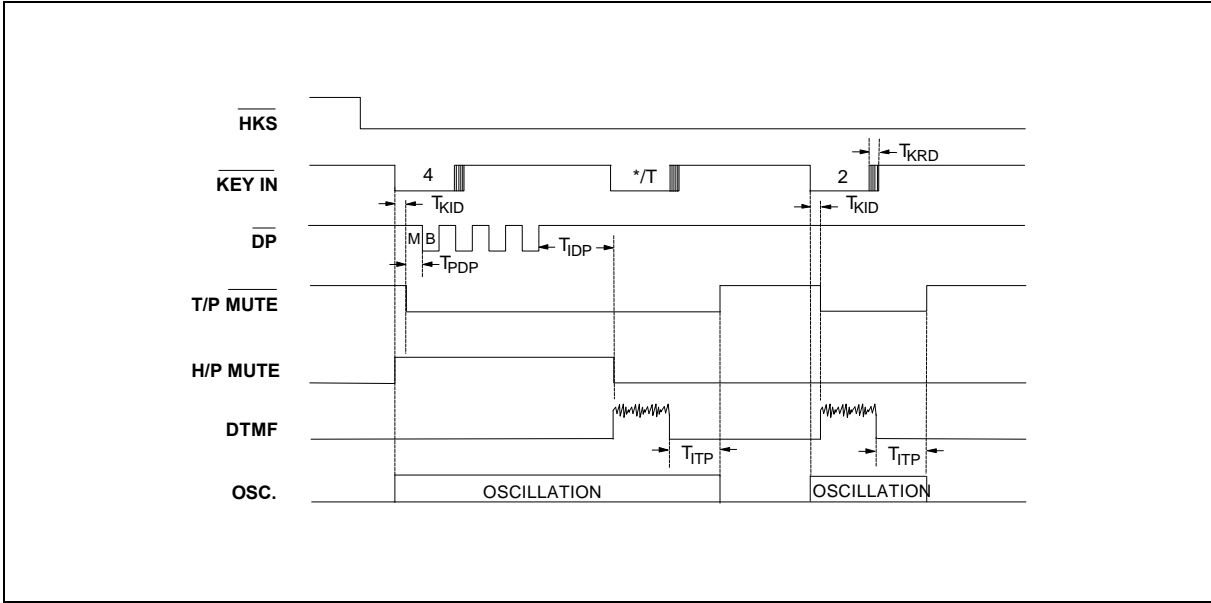 HKS
TKRD
KEY IN 4 */T 2
TKID TKID
DP M B TIDP
TPDP
T/P MUTE
H/P MUTE
DTMF
TITP TITP
OSC. OSCILLATION OSCILLATION